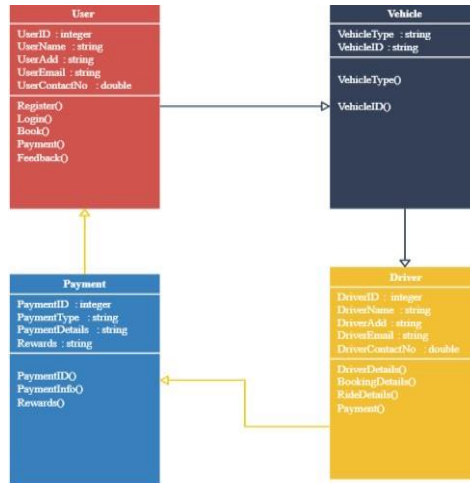 User
UserID : integer
UserName : string
UserAdd : string
UserEmail : string
UserContactNo : double
Register()
Login()
Book()
Payment()
Feedback()
Vehicle
VehicleType : string
VehicleID : string
VehicleType()
VehicleID()
Payment
PaymentID : integer
PaymentType : string
PaymentDetails : string
Rewards : string
PaymentID()
PaymentInfo()
Rewards()
Driver
DriverID : integer
DriverName : string
DriverAdd : string
DriverEmail : string
DriverContactNo : double
DriverDetails()
BookingDetails()
RideDetails()
Payment()